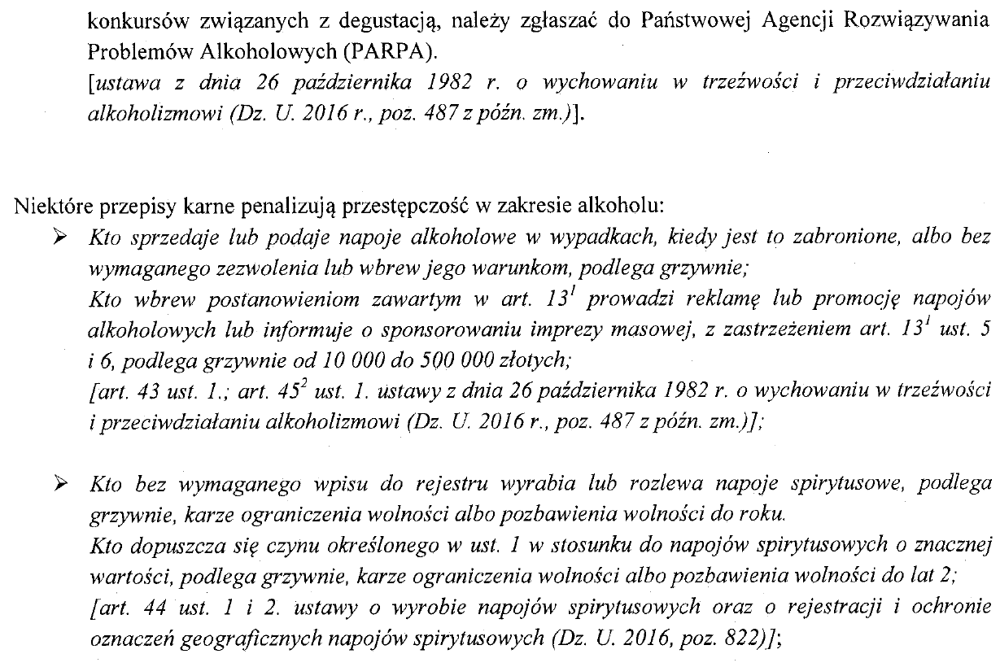 konkursów związanych z degustacją, należy zgłaszać do Państwowej Agencji Rozwiązywania
Problemów Alkoholowych (PARPA).
[ustawa z dnia 26 października 1982 r. o wychowaniu w trzeźwości i przeciwdziałaniu
alkoholizmowi (Dz. U. 2016 r., poz. 487 z późn. zm.)].
Niektóre przepisy karne penalizują przestępczość w zakresie alkoholu:
➢ Kto sprzedaje lub podaje napoje alkoholowe w wypadkach, kiedy jest to zabronione, albo bez
wymaganego zezwolenia lub wbrew jego warunkom, podlega grzywnie;
Kto wbrew postanowieniom zawartym w art. 13¹ prowadzi reklamę lub promocję napojów
alkoholowych lub informuje o sponsorowaniu imprezy masowej, z zastrzeżeniem art. 13¹ ust. 5
i 6, podlega grzywnie od 10 000 do 500 000 złotych;
[art. 43 ust. 1.; art. 45² ust. 1. ustawy z dnia 26 października 1982 r. o wychowaniu w trzeźwości
i przeciwdziałaniu alkoholizmowi (Dz. U. 2016 r., poz. 487 z późn. zm.)];
➢ Kto bez wymaganego wpisu do rejestru wyrabia lub rozlewa napoje spirytusowe, podlega
grzywnie, karze ograniczenia wolności albo pozbawienia wolności do roku.
Kto dopuszcza się czynu określonego w ust. 1 w stosunku do napojów spirytusowych o znacznej
wartości, podlega grzywnie, karze ograniczenia wolności albo pozbawienia wolności do lat 2;
[art. 44 ust. 1 i 2. ustawy o wyrobie napojów spirytusowych oraz o rejestracji i ochronie
oznaczeń geograficznych napojów spirytusowych (Dz. U. 2016, poz. 822)];